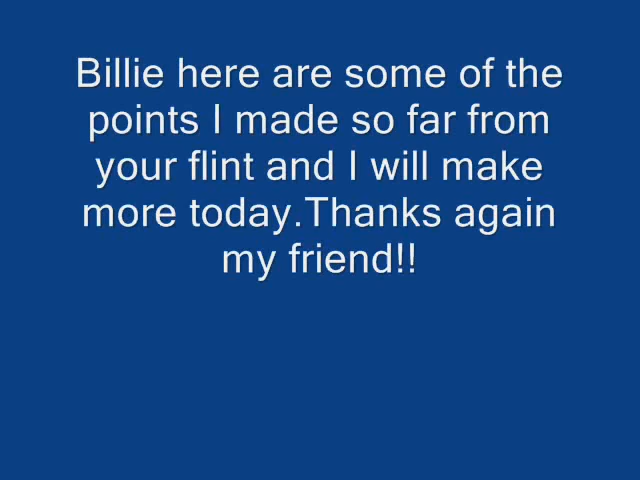 Billie here are some of the
points I made so far from
your flint and I will make
more today.Thanks again
my friend!!